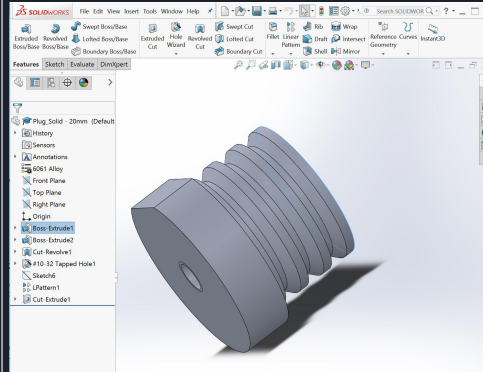 SOLIDWORKS File Edit View Insert Tools Window Help
Search SOLIDWOR
Extruded Boss/Base
Revolved Boss/Base
Swept Boss/Base
Lofted Boss/Base
Boundary Boss/Base
Extruded Cut
Hole Wizard
Revolved Cut
Swept Cut
Lofted Cut
Boundary Cut
Fillet
Linear Pattern
Rib
Draft
Shell
Wrap
Intersect
Mirror
Reference Geometry
Curves
Instant3D
Features Sketch Evaluate DimXpert
Plug_Solid - 20mm (Default
History
Sensors
Annotations
6061 Alloy
Front Plane
Top Plane
Right Plane
Origin
Boss-Extrude1
Boss-Extrude2
Cut-Revolve1
#10-32 Tapped Hole1
Sketch6
LPattern1
Cut-Extrude1